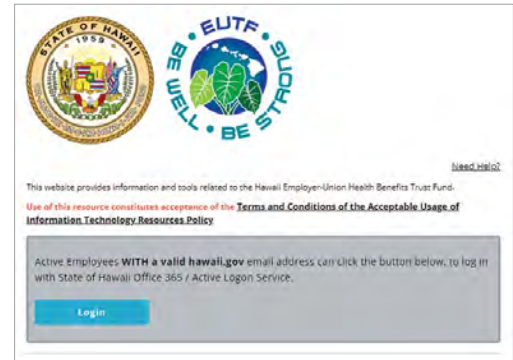 STATE OF HAWAII
1959
EUTF • BE STRONG • BE WELL •
Need Help?
This website provides information and tools related to the Hawaii Employer-Union Health Benefits Trust Fund.
Use of this resource constitutes acceptance of the Terms and Conditions of the Acceptable Usage of
Information Technology Resources Policy
Active Employees WITH a valid hawaii.gov email address can click the button below, to log in
with State of Hawaii Office 365 / Active Logon Service.
Login